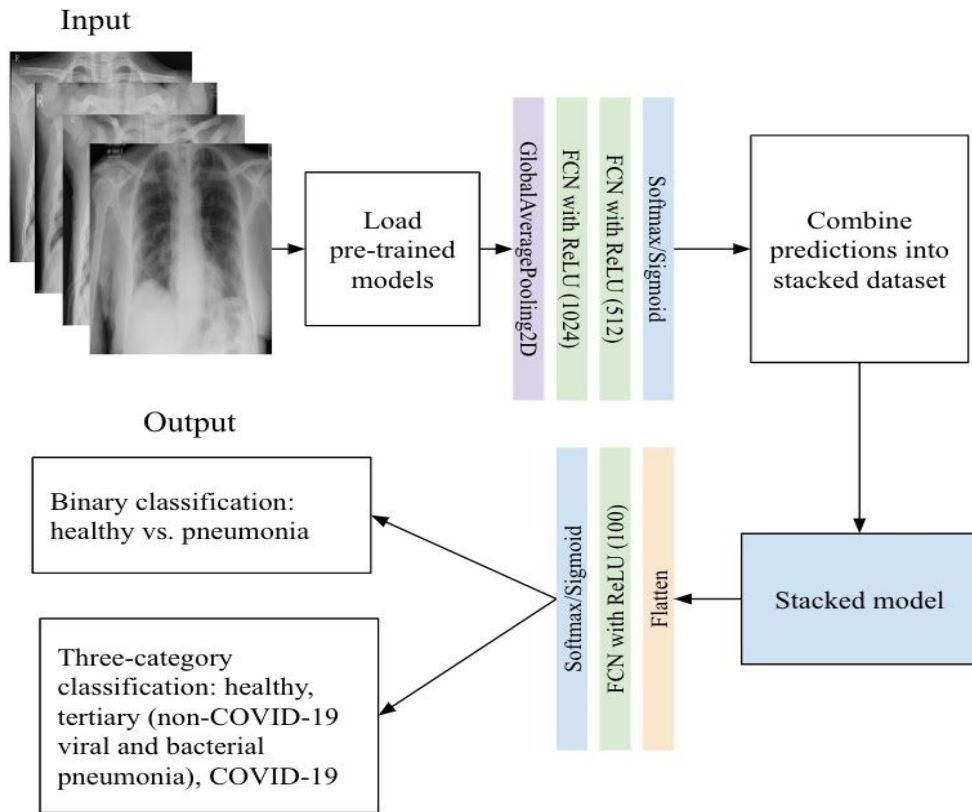 Input
R
R
Load
pre-trained
models
GlobalAveragePooling2D
FCN with ReLU (1024)
FCN with ReLU (512)
Softmax/Sigmoid
Combine
predictions into
stacked dataset
Output
Binary classification:
healthy vs. pneumonia
Three-category
classification: healthy,
tertiary (non-COVID-19
viral and bacterial
pneumonia), COVID-19
Softmax/Sigmoid
FCN with ReLU (100)
Flatten
Stacked model